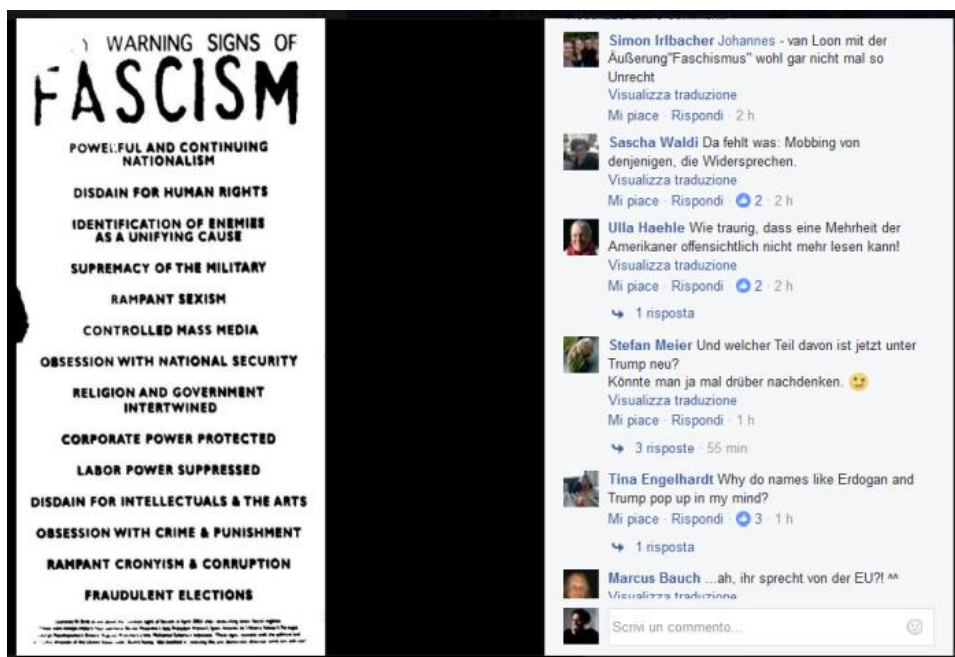 WARNING SIGNS OF
FASCISM
POWERFUL AND CONTINUING
NATIONALISM
DISDAIN FOR HUMAN RIGHTS
IDENTIFICATION OF ENEMIES
AS A UNIFYING CAUSE
SUPREMACY OF THE MILITARY
RAMPANT SEXISM
CONTROLLED MASS MEDIA
OBSESSION WITH NATIONAL SECURITY
RELIGION AND GOVERNMENT
INTERTWINED
CORPORATE POWER PROTECTED
LABOR POWER SUPPRESSED
DISDAIN FOR INTELLECTUALS & THE ARTS
OBSESSION WITH CRIME & PUNISHMENT
RAMPANT CRONYISM & CORRUPTION
FRAUDULENT ELECTIONS
Simon Irlbacher Johannes - van Loon mit der
Äußerung"Faschismus" wohl gar nicht mal so
Unrecht
Visualizza traduzione
Mi piace · Rispondi · 2 h
Sascha Waldi Da fehlt was: Mobbing von
denjenigen, die Widersprechen.
Visualizza traduzione
Mi piace · Rispondi · 2 · 2 h
Ulla Haehle Wie traurig, dass eine Mehrheit der
Amerikaner offensichtlich nicht mehr lesen kann!
Visualizza traduzione
Mi piace · Rispondi · 2 · 2 h
1 risposta
Stefan Meier Und welcher Teil davon ist jetzt unter
Trump neu?
Könnte man ja mal drüber nachdenken. 😉
Visualizza traduzione
Mi piace · Rispondi · 1 h
3 risposte · 55 min
Tina Engelhardt Why do names like Erdogan and
Trump pop up in my mind?
Mi piace · Rispondi · 3 · 1 h
1 risposta
Marcus Bauch ...ah, ihr sprecht von der EU?! ^^
Visualizza traduzione
Scrivi un commento...